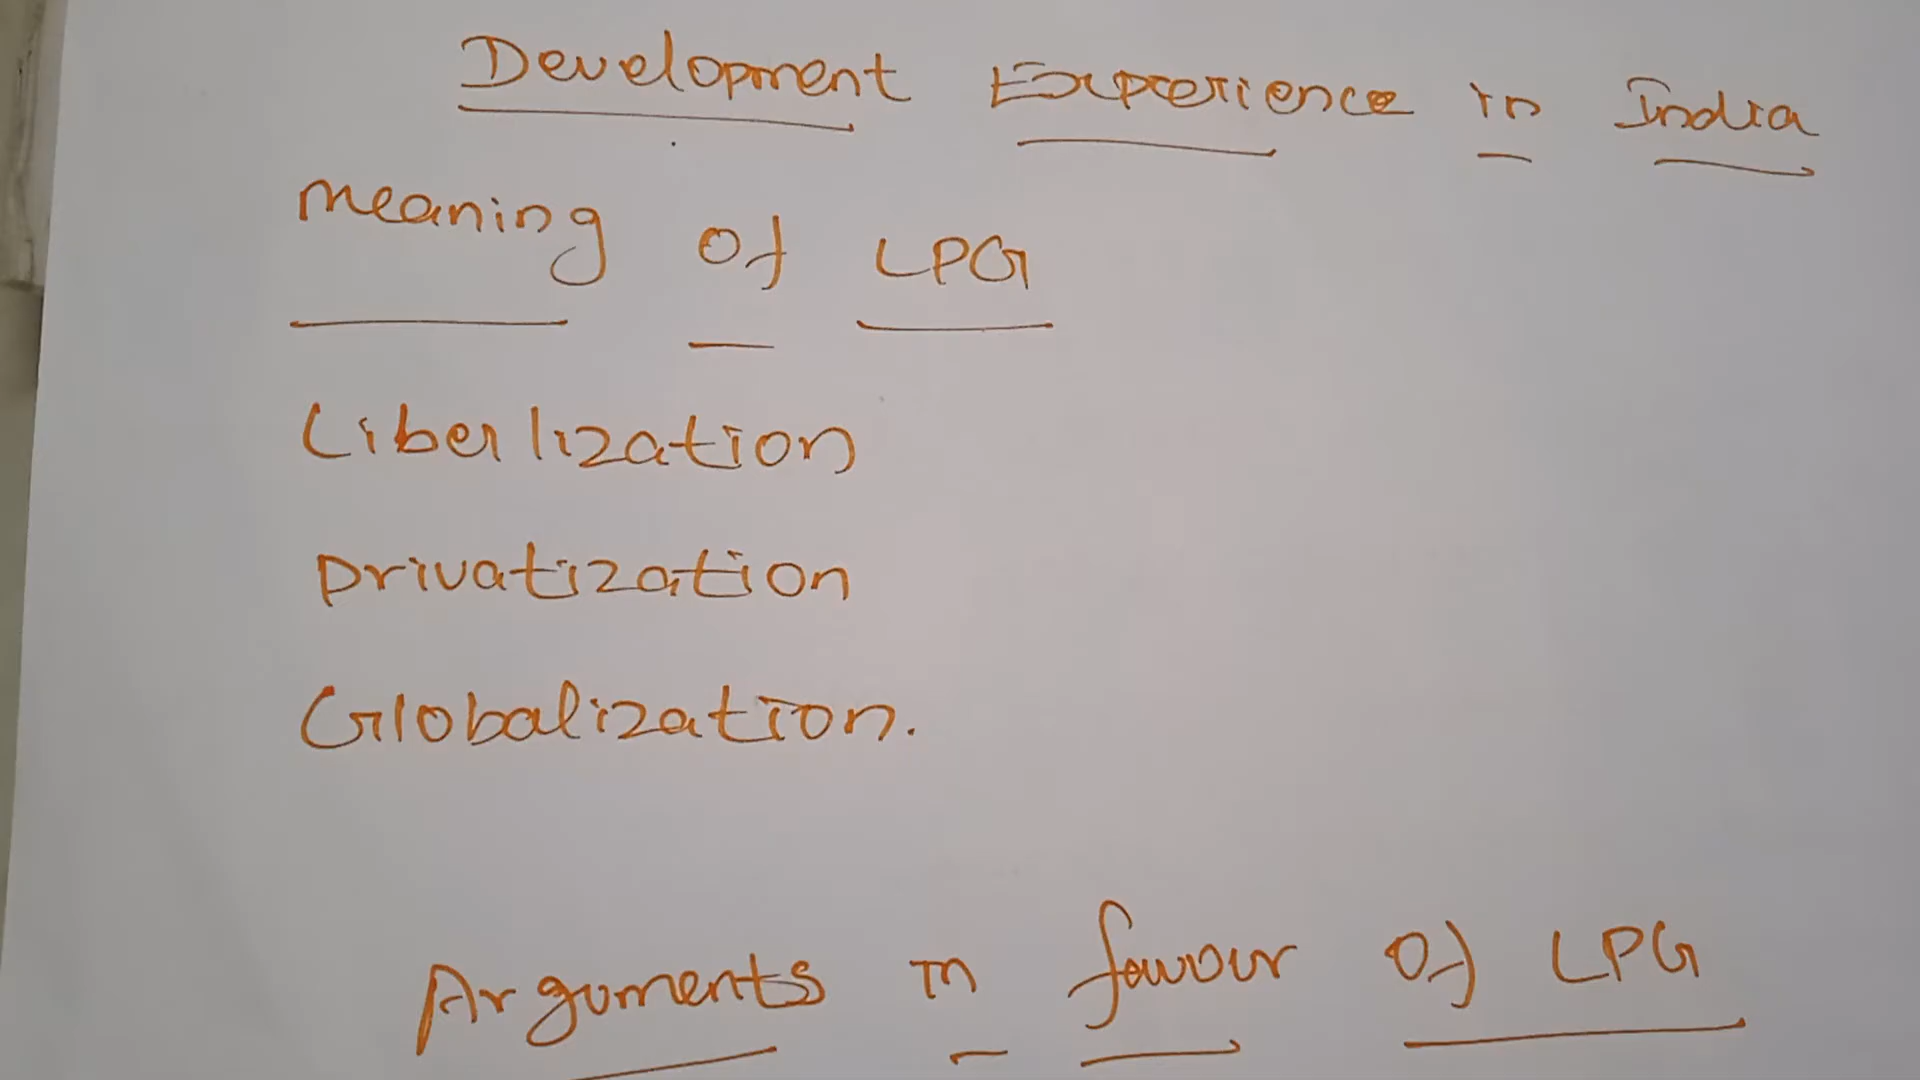 Development Experience in India
meaning of LPG
Liberlization
privatization
Globalization.
Arguments in favour of LPG